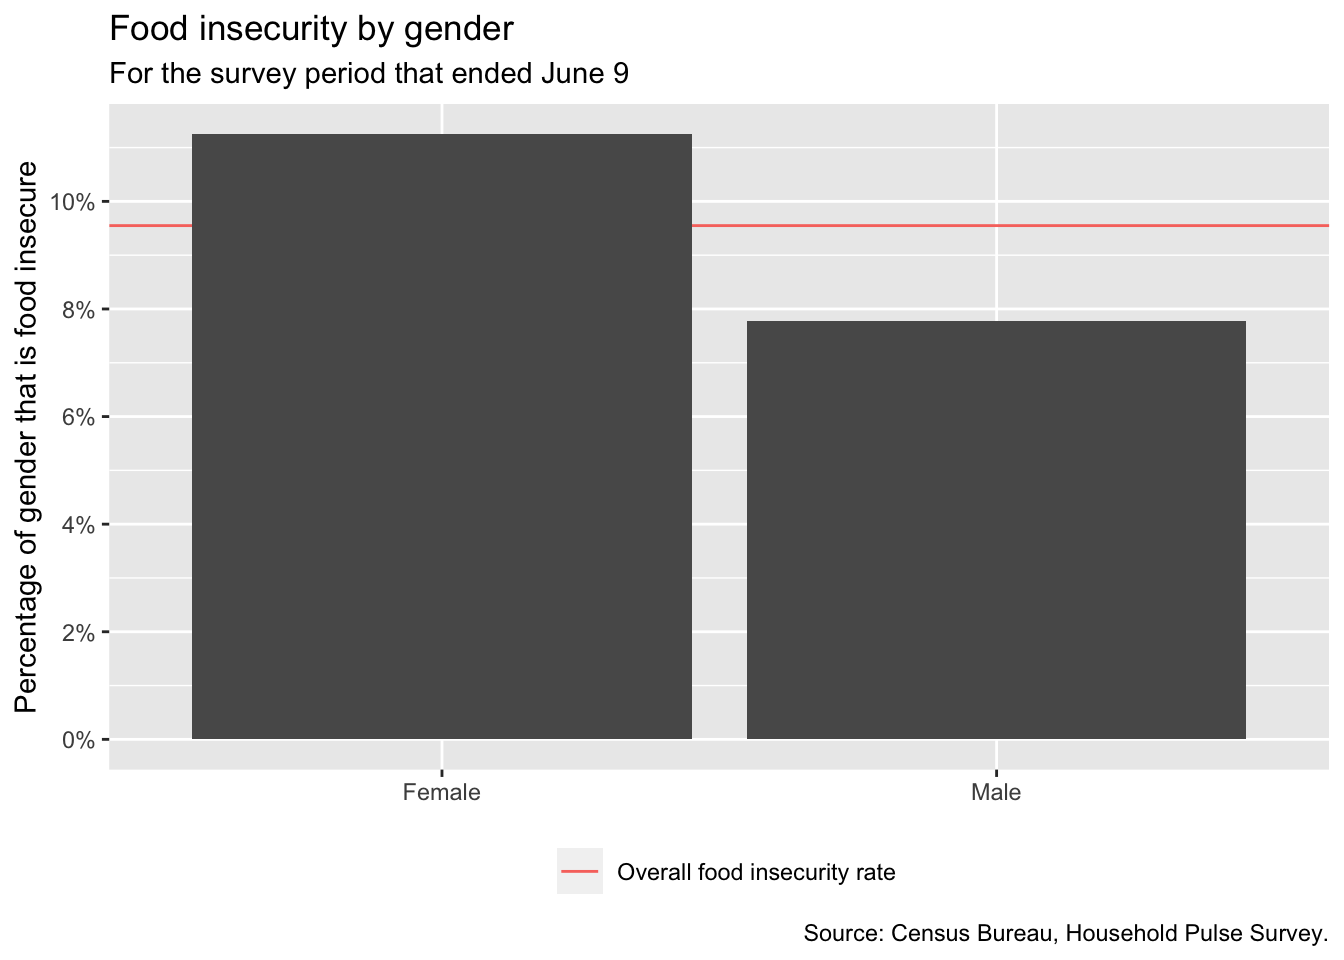 Food insecurity by gender
For the survey period that ended June 9
Percentage of gender that is food insecure
10%
8%
6%
4%
2%
0%
Female
Male
Overall food insecurity rate
Source: Census Bureau, Household Pulse Survey.